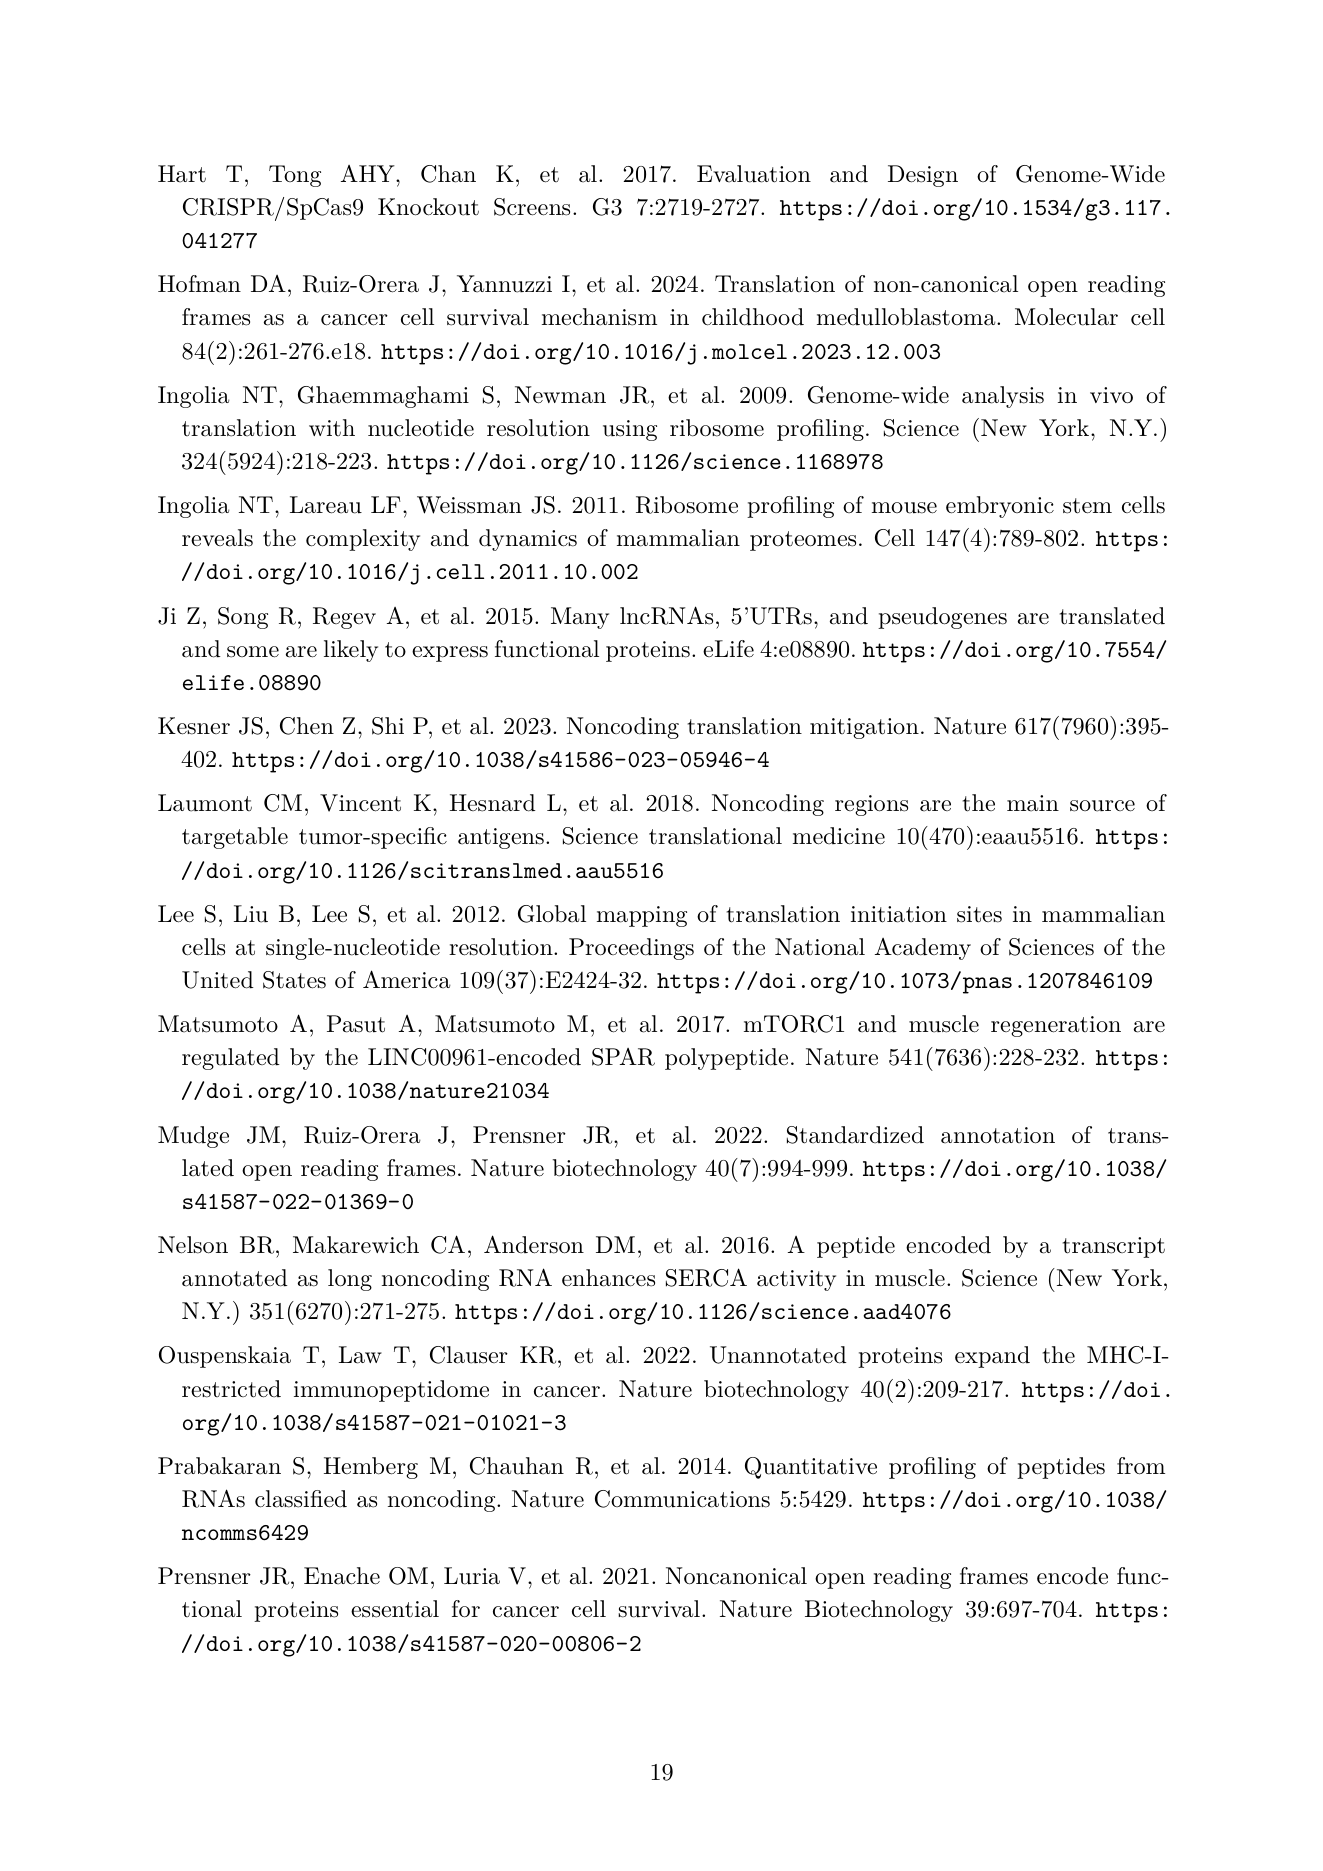 Hart T, Tong AHY, Chan K, et al. 2017. Evaluation and Design of Genome-Wide
CRISPR/SpCas9 Knockout Screens. G3 7:2719-2727. https://doi.org/10.1534/g3.117.
041277
Hofman DA, Ruiz-Orera J, Yannuzzi I, et al. 2024. Translation of non-canonical open reading
frames as a cancer cell survival mechanism in childhood medulloblastoma. Molecular cell
84(2):261-276.e18. https://doi.org/10.1016/j.molcel.2023.12.003
Ingolia NT, Ghaemmaghami S, Newman JR, et al. 2009. Genome-wide analysis in vivo of
translation with nucleotide resolution using ribosome profiling. Science (New York, N.Y.)
324(5924):218-223. https://doi.org/10.1126/science.1168978
Ingolia NT, Lareau LF, Weissman JS. 2011. Ribosome profiling of mouse embryonic stem cells
reveals the complexity and dynamics of mammalian proteomes. Cell 147(4):789-802. https:
//doi.org/10.1016/j.cell.2011.10.002
Ji Z, Song R, Regev A, et al. 2015. Many lncRNAs, 5’UTRs, and pseudogenes are translated
and some are likely to express functional proteins. eLife 4:e08890. https://doi.org/10.7554/
elife.08890
Kesner JS, Chen Z, Shi P, et al. 2023. Noncoding translation mitigation. Nature 617(7960):395-
402. https://doi.org/10.1038/s41586-023-05946-4
Laumont CM, Vincent K, Hesnard L, et al. 2018. Noncoding regions are the main source of
targetable tumor-specific antigens. Science translational medicine 10(470):eaau5516. https:
//doi.org/10.1126/scitranslmed.aau5516
Lee S, Liu B, Lee S, et al. 2012. Global mapping of translation initiation sites in mammalian
cells at single-nucleotide resolution. Proceedings of the National Academy of Sciences of the
United States of America 109(37):E2424-32. https://doi.org/10.1073/pnas.1207846109
Matsumoto A, Pasut A, Matsumoto M, et al. 2017. mTORC1 and muscle regeneration are
regulated by the LINC00961-encoded SPAR polypeptide. Nature 541(7636):228-232. https:
//doi.org/10.1038/nature21034
Mudge JM, Ruiz-Orera J, Prensner JR, et al. 2022. Standardized annotation of trans-
lated open reading frames. Nature biotechnology 40(7):994-999. https://doi.org/10.1038/
s41587-022-01369-0
Nelson BR, Makarewich CA, Anderson DM, et al. 2016. A peptide encoded by a transcript
annotated as long noncoding RNA enhances SERCA activity in muscle. Science (New York,
N.Y.) 351(6270):271-275. https://doi.org/10.1126/science.aad4076
Ouspenskaia T, Law T, Clauser KR, et al. 2022. Unannotated proteins expand the MHC-I-
restricted immunopeptidome in cancer. Nature biotechnology 40(2):209-217. https://doi.
org/10.1038/s41587-021-01021-3
Prabakaran S, Hemberg M, Chauhan R, et al. 2014. Quantitative profiling of peptides from
RNAs classified as noncoding. Nature Communications 5:5429. https://doi.org/10.1038/
ncomms6429
Prensner JR, Enache OM, Luria V, et al. 2021. Noncanonical open reading frames encode func-
tional proteins essential for cancer cell survival. Nature Biotechnology 39:697-704. https:
//doi.org/10.1038/s41587-020-00806-2
19